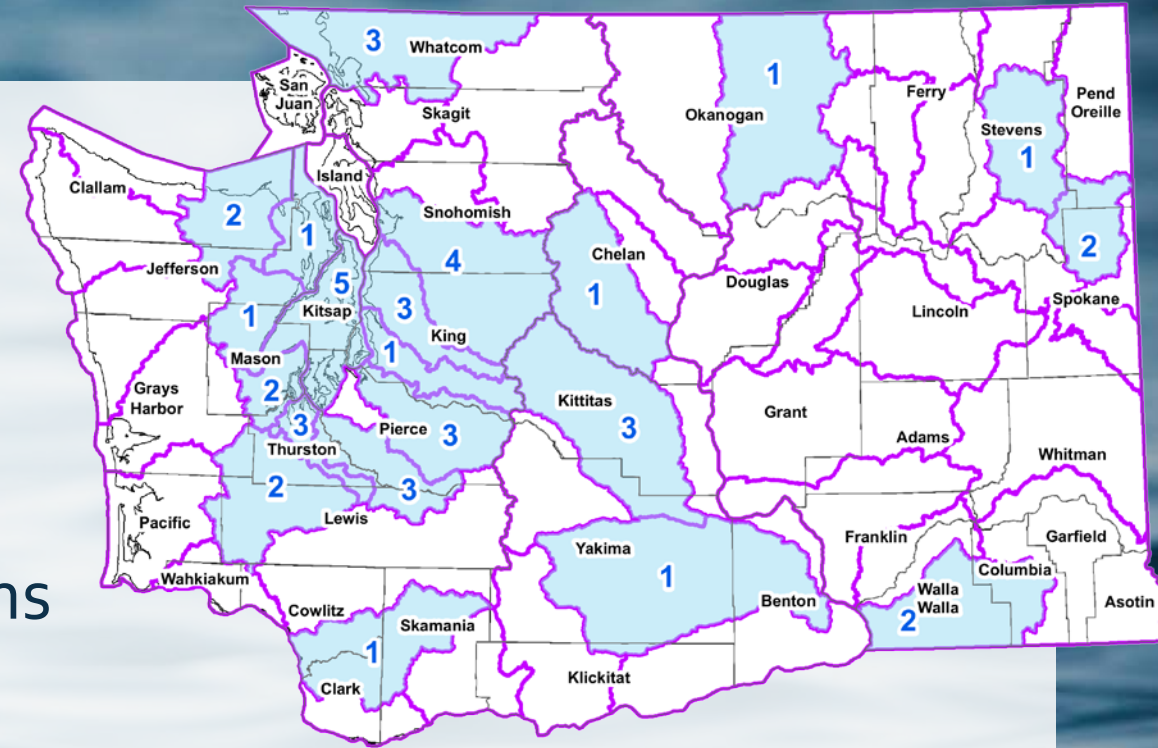 3
Whatcom
San
Juan
Skagit
Okanogan
1
Ferry
Pend
Oreille
Stevens
1
Clallam
Island
2
1
Snohomish
4
Chelan
1
2
Jefferson
5
Kitsap
Douglas
Lincoln
Spokane
1
3
King
Mason
1
2
Grays
Harbor
Kittitas
3
Grant
3
Thurston
Pierce
3
Adams
Whitman
2
3
Lewis
Pacific
Yakima
1
Franklin
Garfield
Wahkiakum
Columbia
Walla
Walla
2
Benton
Asotin
ns
Cowlitz
Skamania
1
Clark
Klickitat